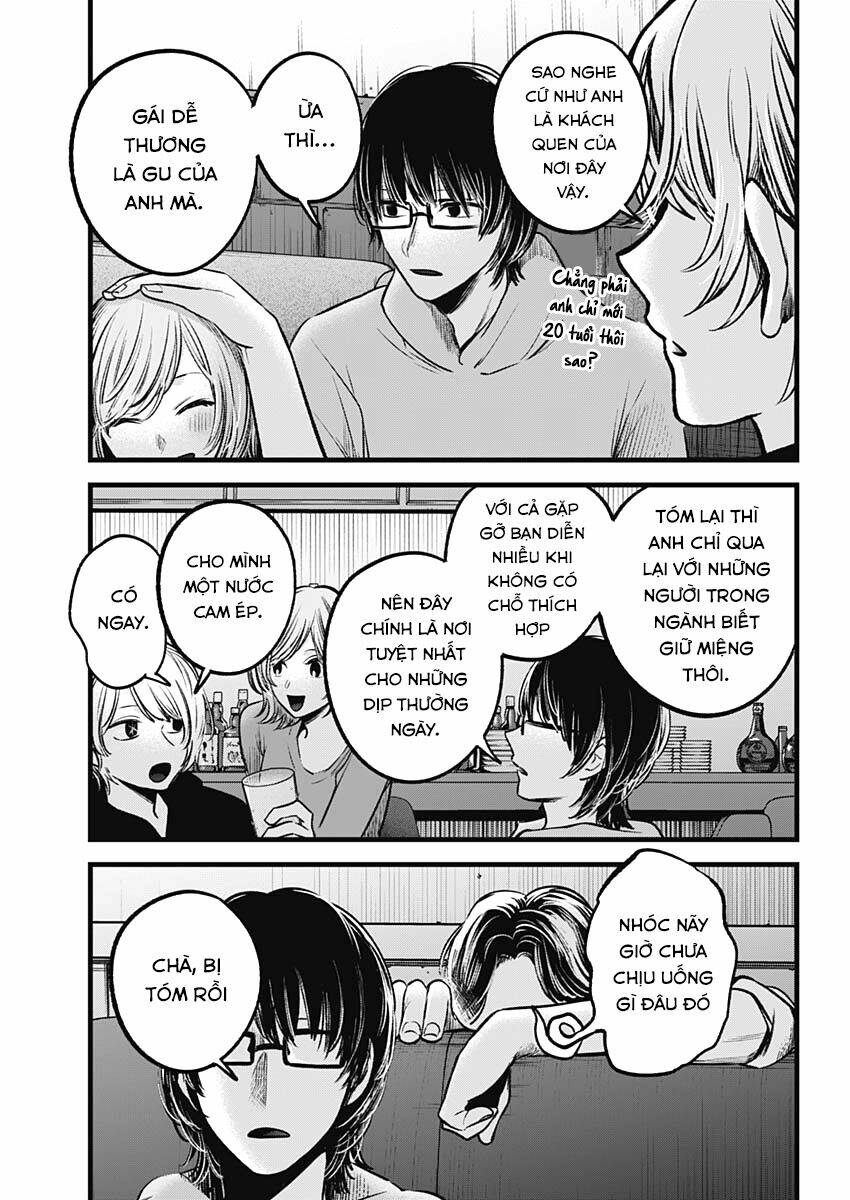 SAO NGHE
CỨ NHƯ ANH
LÀ KHÁCH
QUEN CỦA
NƠI ĐÂY
VẬY.
Chẳng phải
anh chỉ mới
20 tuổi thôi
sao?
ỪA
THÌ...
GÁI DỄ
THƯƠNG
LÀ GU CỦA
ANH MÀ.
TÓM LẠI THÌ
ANH CHỈ QUA
LẠI VỚI NHỮNG
NGƯỜI TRONG
NGÀNH BIẾT
GIỮ MIỆNG
THÔI.
VỚI CẢ GẶP
GỠ BẠN DIỄN
NHIỀU KHI
KHÔNG CÓ
CHỖ THÍCH
HỢP
NÊN ĐÂY
CHÍNH LÀ NƠI
TUYỆT NHẤT
CHO NHỮNG
DỊP THƯỜNG
NGÀY.
CHO MÌNH
MỘT NƯỚC
CAM ÉP.
CÓ
NGAY.
NHÓC NÃY
GIỜ CHƯA
CHỊU UỐNG
GÌ ĐÂU ĐÓ
CHÀ, BỊ
TÓM RỒI